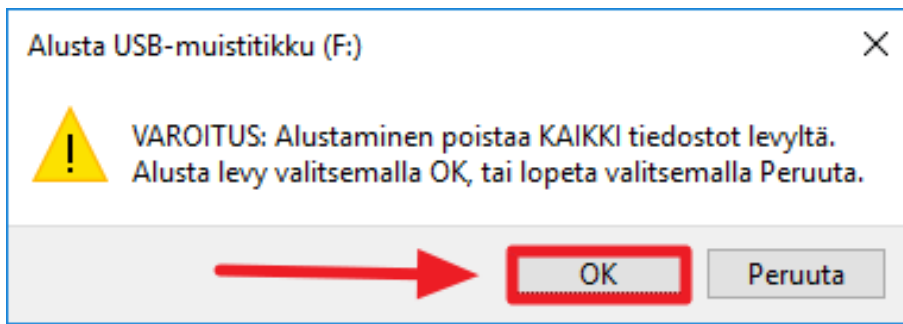 Alusta USB-muistitikku (F:)
VAROITUS: Alustaminen poistaa KAIKKI tiedostot levyltä.
Alusta levy valitsemalla OK, tai lopeta valitsemalla Peruuta.
OK
Peruuta